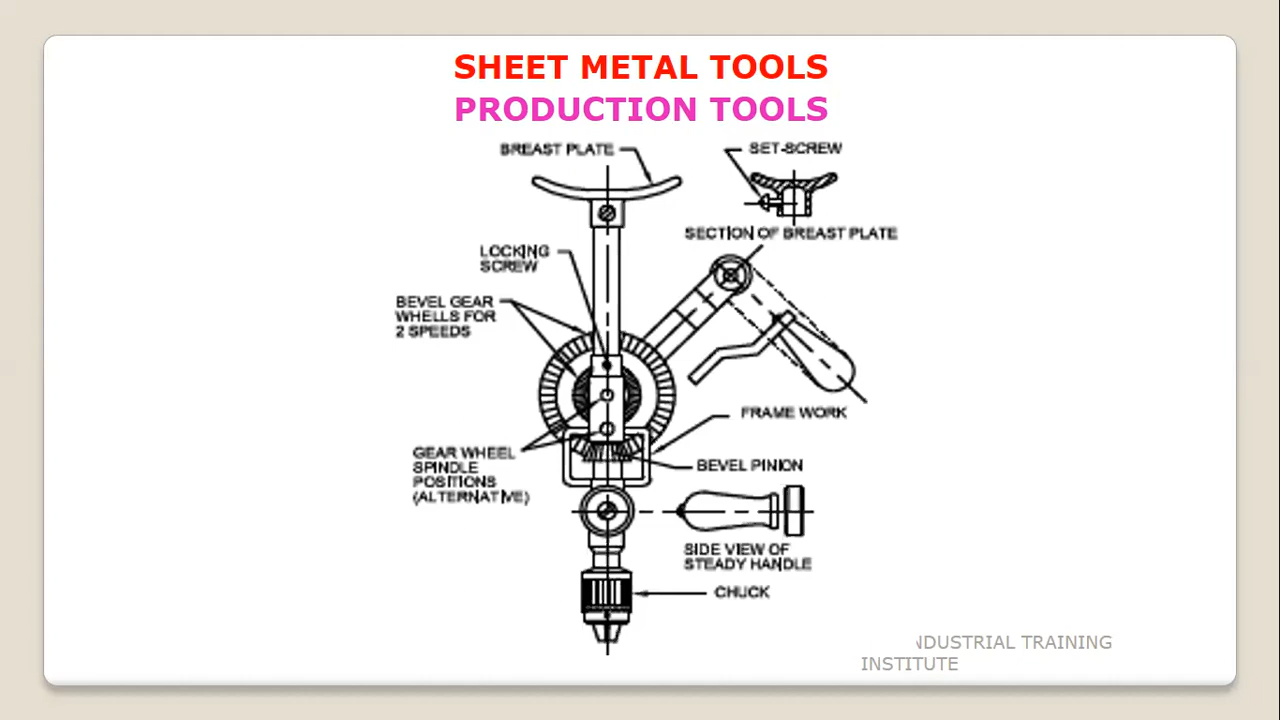 SHEET METAL TOOLS
PRODUCTION TOOLS
BREAST PLATE
SET-SCREW
SECTION OF BREAST PLATE
LOCKING
SCREW
BEVEL GEAR
WHELLS FOR
2 SPEEDS
FRAME WORK
GEAR WHEEL
SPINDLE
POSITIONS
(ALTERNATIVE)
BEVEL PINION
SIDE VIEW OF
STEADY HANDLE
CHUCK
NDUSTRIAL TRAINING
INSTITUTE